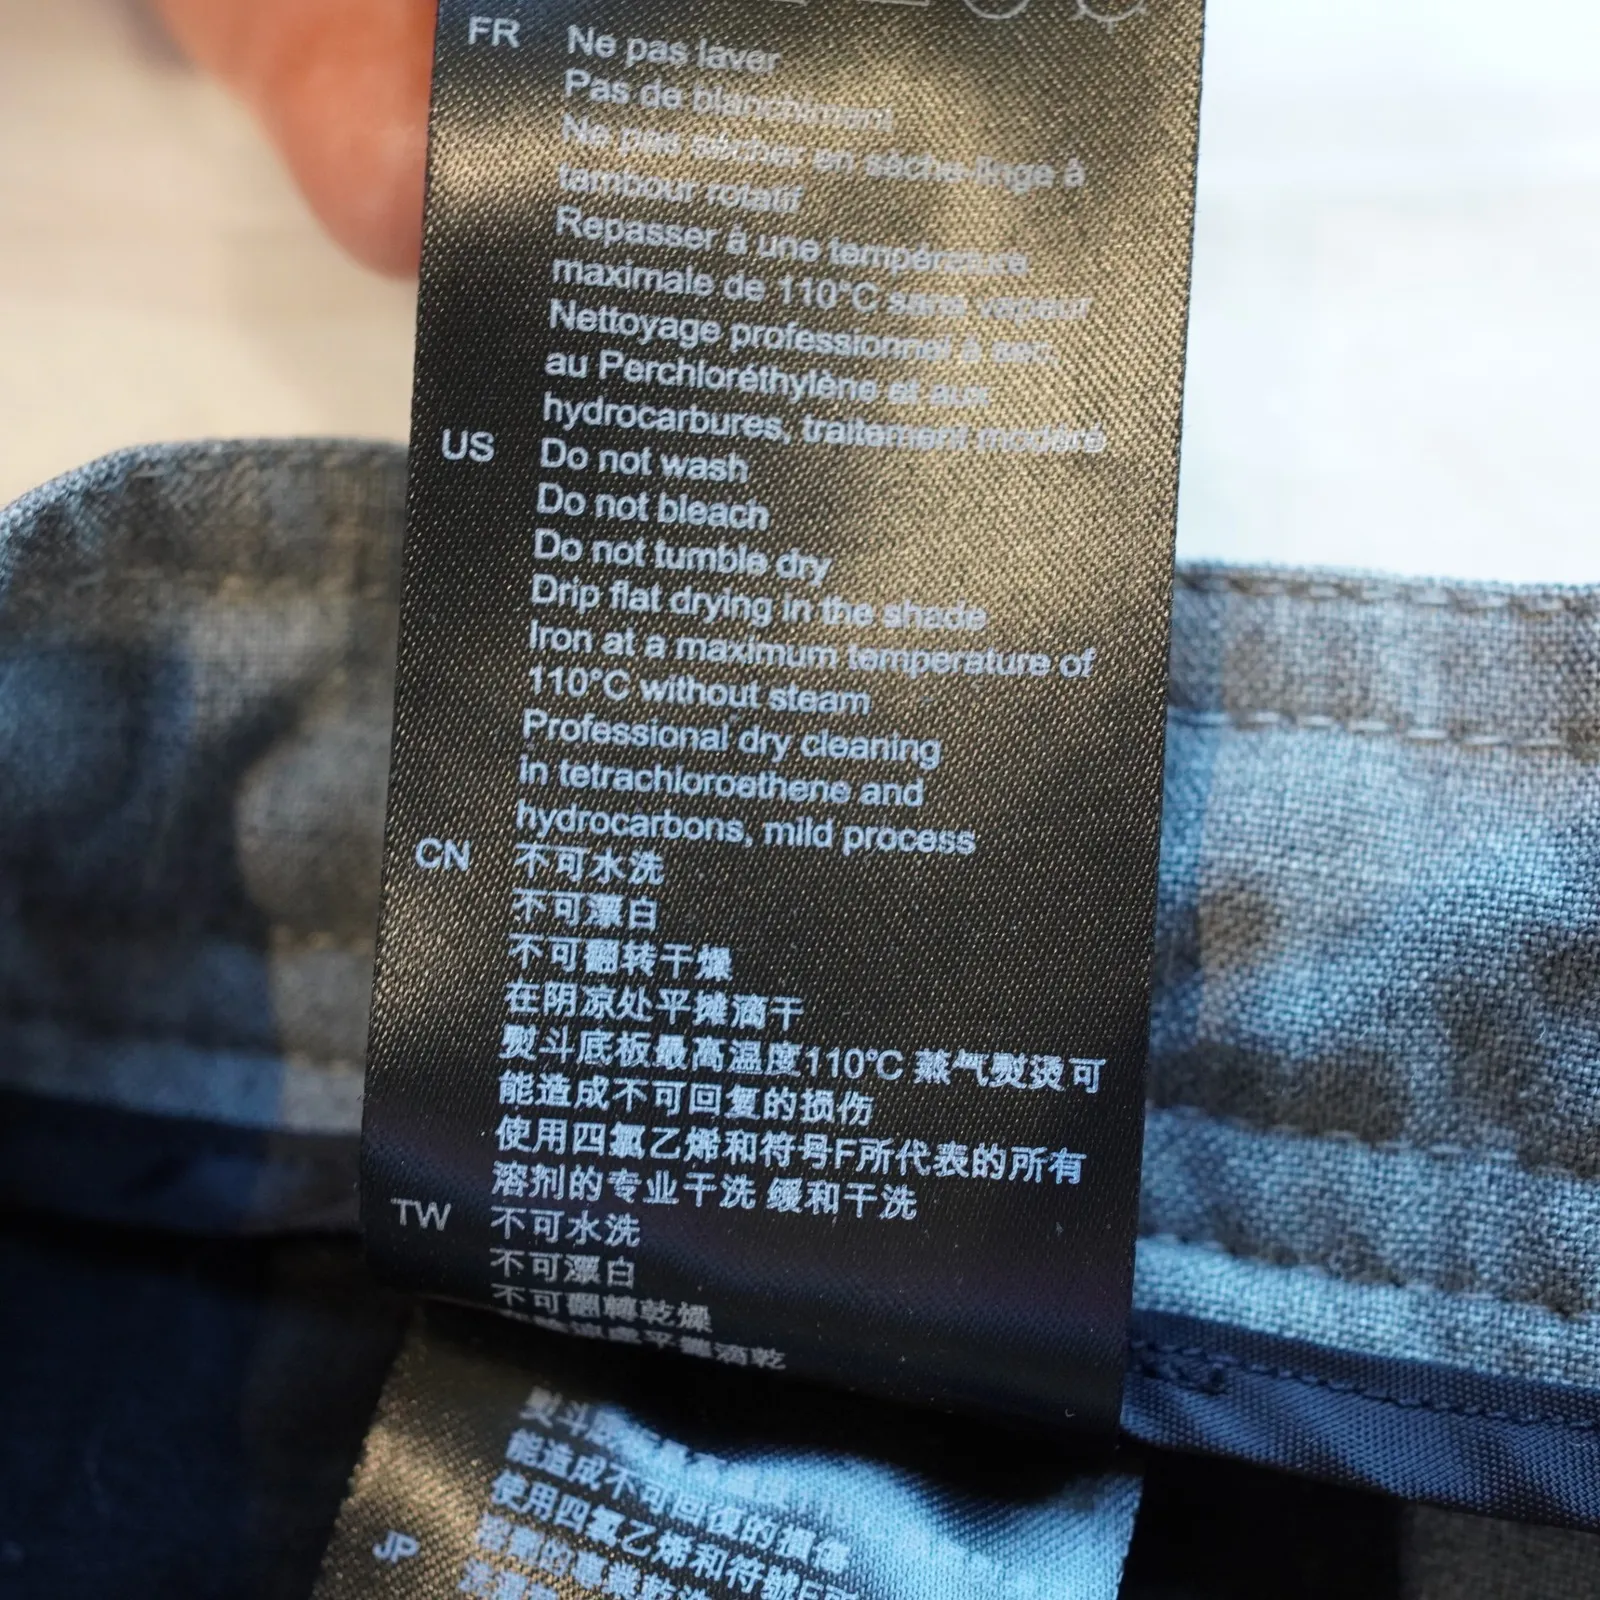 FR Ne pas laver
Pas de blanchiment
Ne pas sécher en sèche-linge à
tambour rotatif
Repasser à une température
maximale de 110°C sans vapeur
Nettoyage professionnel à sec
au Perchloréthylène et aux
hydrocarbures, traitement modéré
US Do not wash
Do not bleach
Do not tumble dry
Drip flat drying in the shade
Iron at a maximum temperature of
110°C without steam
Professional dry cleaning
in tetrachloroethene and
hydrocarbons, mild process
CN 不可水洗
不可漂白
不可翻转干燥
在阴凉处平摊滴干
熨斗底板最高温度110℃ 蒸气熨烫可
能造成不可回复的损伤
使用四氯乙烯和符号F所代表的所有
溶剂的专业干洗 缓和干洗
TW 不可水洗
不可漂白
不可翻轉乾燥
處平攤滴乾
熨斗底
能造成不可回復的損傷
使用四氯乙烯和符號F所
JP